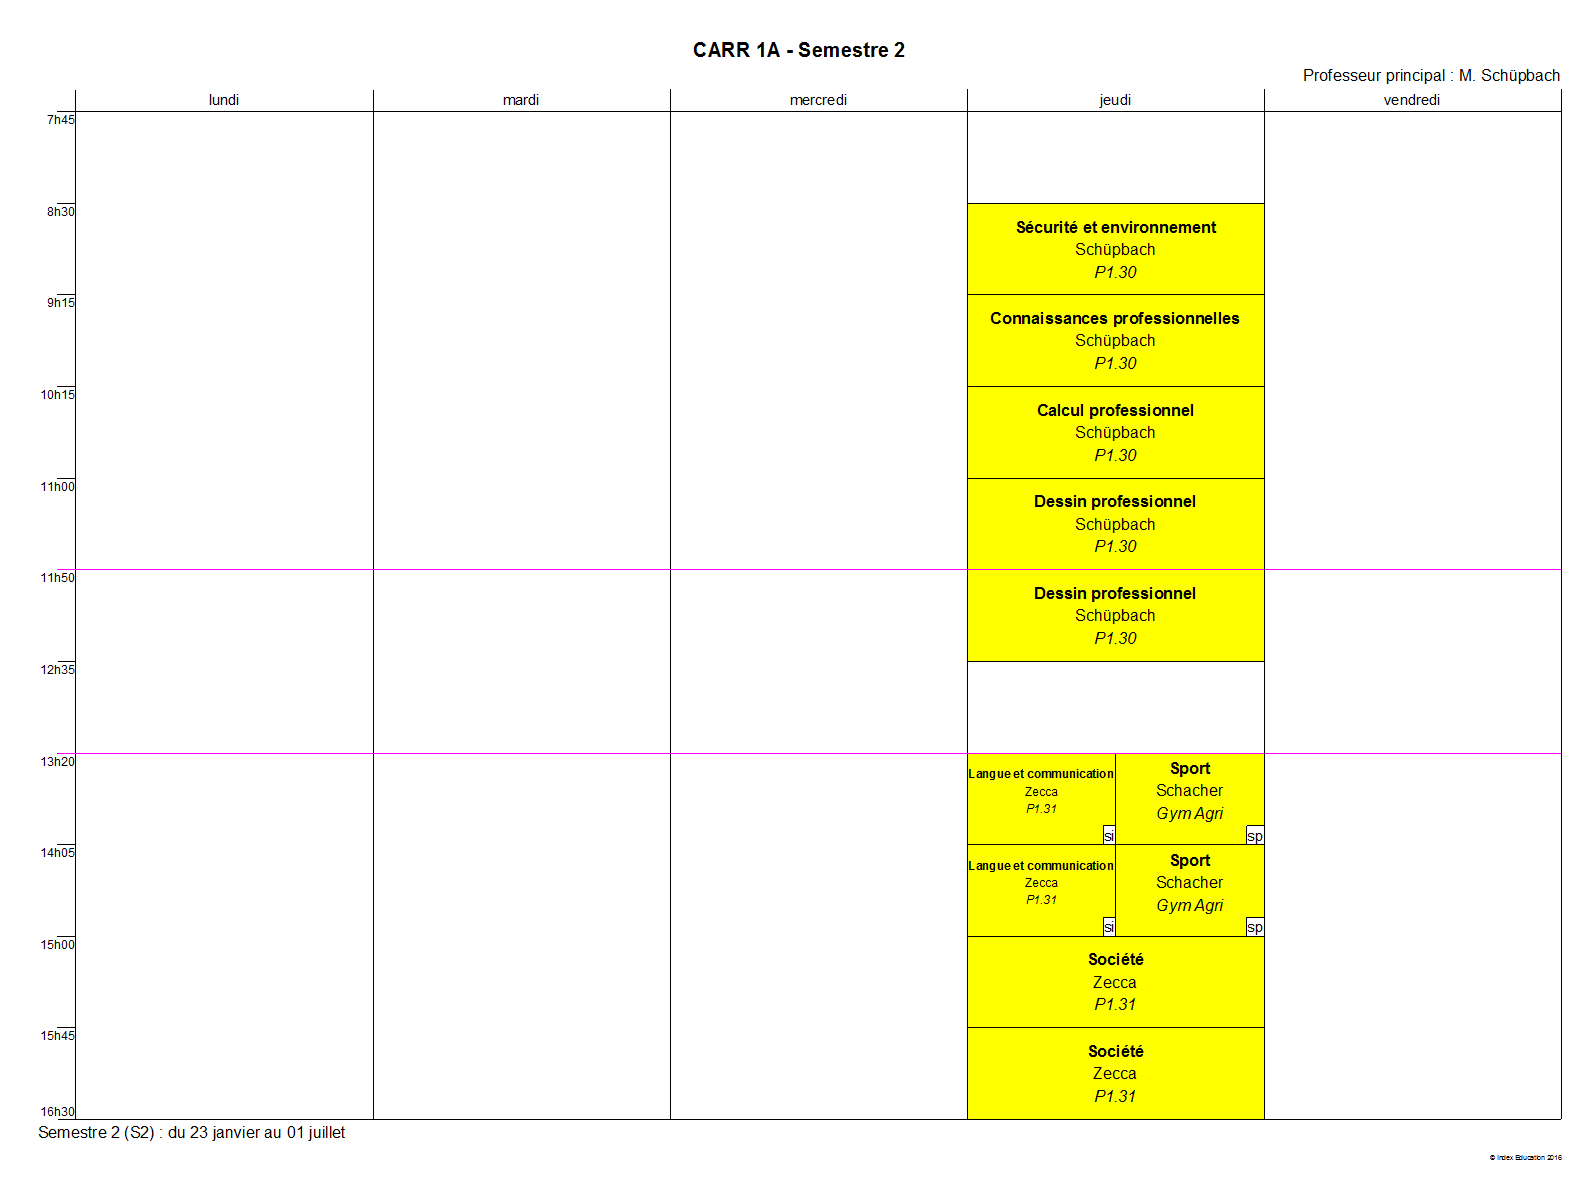 CARR 1A - Semestre 2
Professeur principal : M. Schüpbach
lundi
mardi
mercredi
jeudi
vendredi
7h45
8h30
Sécurité et environnement
Schüpbach
P1.30
9h15
Connaissances professionnelles
Schüpbach
P1.30
10h15
Calcul professionnel
Schüpbach
P1.30
11h00
Dessin professionnel
Schüpbach
P1.30
11h50
Dessin professionnel
Schüpbach
P1.30
12h35
13h20
Langue et communication
Zecca
P1.31
si
Sport
Schacher
Gym Agri
sp
14h05
Langue et communication
Zecca
P1.31
si
Sport
Schacher
Gym Agri
sp
15h00
Société
Zecca
P1.31
15h45
Société
Zecca
P1.31
16h30
Semestre 2 (S2) : du 23 janvier au 01 juillet
© Index Education 2016